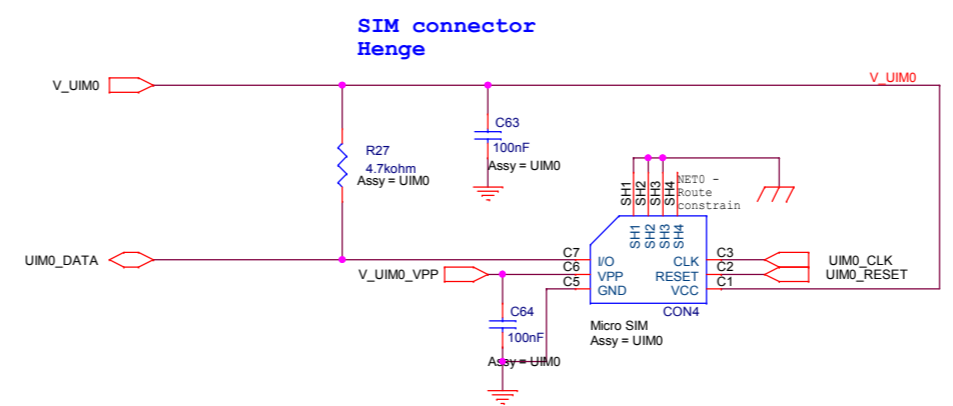 SIM connector
Henge
V_UIM0
V_UIM0
C63
100nF
Assy = UIM0
R27
4.7kohm
Assy = UIM0
SH1
SH2
SH3
SH4
NET0 -
Route
constrain
SH1
SH2
SH3
SH4
UIM0_DATA
C7
I/O
CLK
C3
UIM0_CLK
V_UIM0_VPP
C6
VPP
RESET
C2
UIM0_RESET
C5
GND
VCC
C1
CON4
C64
100nF
Assy = UIM0
Micro SIM
Assy = UIM0